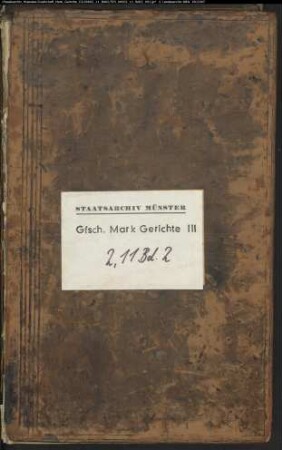 STAATSARCHIV MÜNSTER
Gfsch. Mark Gerichte III
2,11 Bd. 2